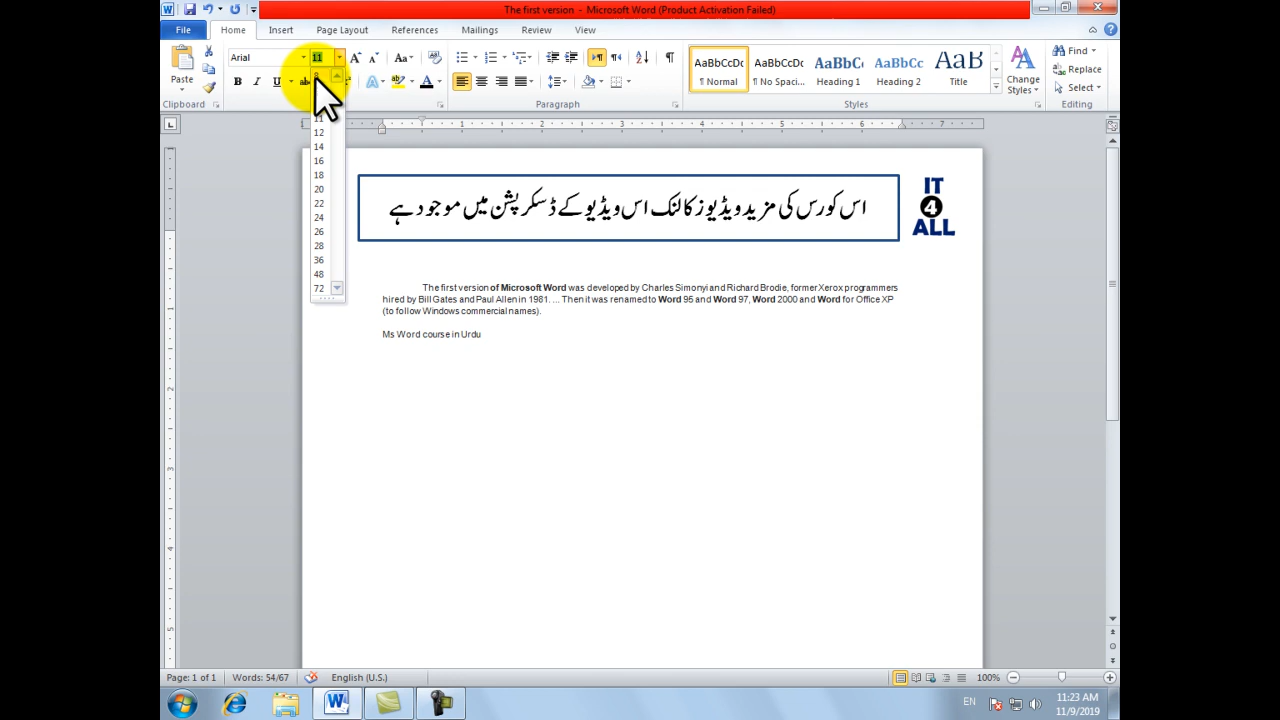 The first version - Microsoft Word (Product Activation Failed)
File Home Insert Page Layout References Mailings Review View
Paste
Arial 11
AaBbCcDc AaBbCcDc AaBbC AaBbCc AaB
¶ Normal ¶ No Spaci... Heading 1 Heading 2 Title
Change Styles
Find
Replace
Select
Clipboard Paragraph Styles Editing
8
11
12
14
16
18
20
22
24
26
28
36
48
72
اس کورس کی مزید ویڈیوز کا لنک اس ویڈیو کے ڈسکرپشن میں موجود ہے
IT
4
ALL
The first version of Microsoft Word was developed by Charles Simonyi and Richard Brodie, former Xerox programmers
hired by Bill Gates and Paul Allen in 1981. ... Then it was renamed to Word 95 and Word 97, Word 2000 and Word for Office XP
(to follow Windows commercial names).
Ms Word course in Urdu
Page: 1 of 1 Words: 54/67 English (U.S.) 100%
EN 11:23 AM
11/9/2019